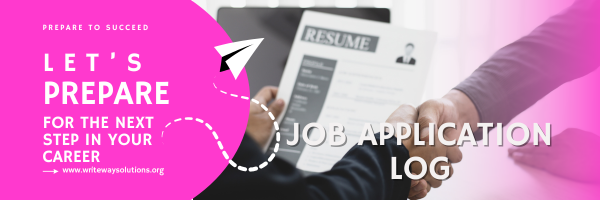 PREPARE TO SUCCEED
LET'S
PREPARE
FOR THE NEXT
STEP IN YOUR
CAREER
www.writewaysolutions.org
RESUME
JOB APPLICATION
LOG